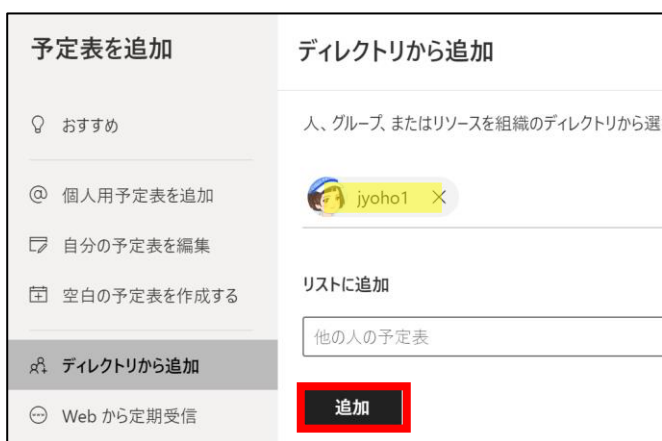 予定表を追加
おすすめ
個人用予定表を追加
自分の予定表を編集
空白の予定表を作成する
ディレクトリから追加
Web から定期受信
ディレクトリから追加
人、グループ、またはリソースを組織のディレクトリから選
jyoho1
リストに追加
他の人の予定表
追加